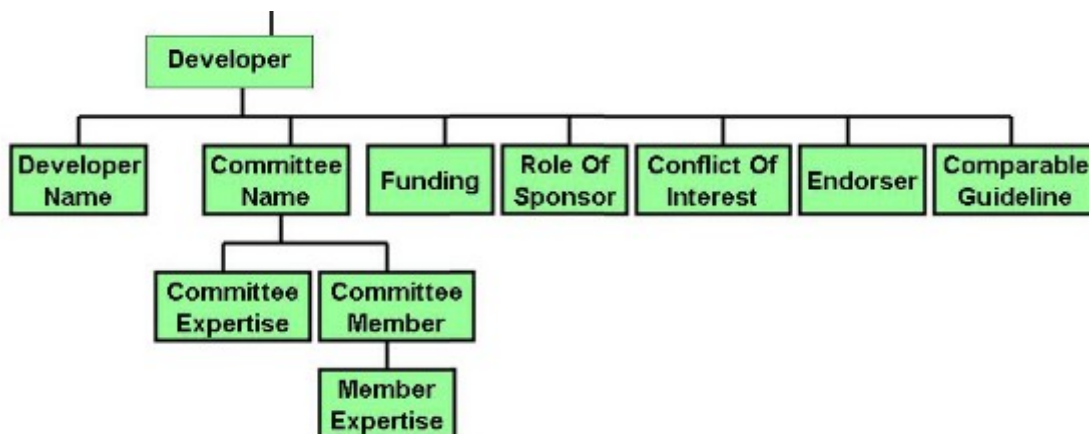 Developer
Developer
Name
Committee
Name
Funding
Role Of
Sponsor
Conflict Of
Interest
Endorser
Comparable
Guideline
Committee
Expertise
Committee
Member
Member
Expertise